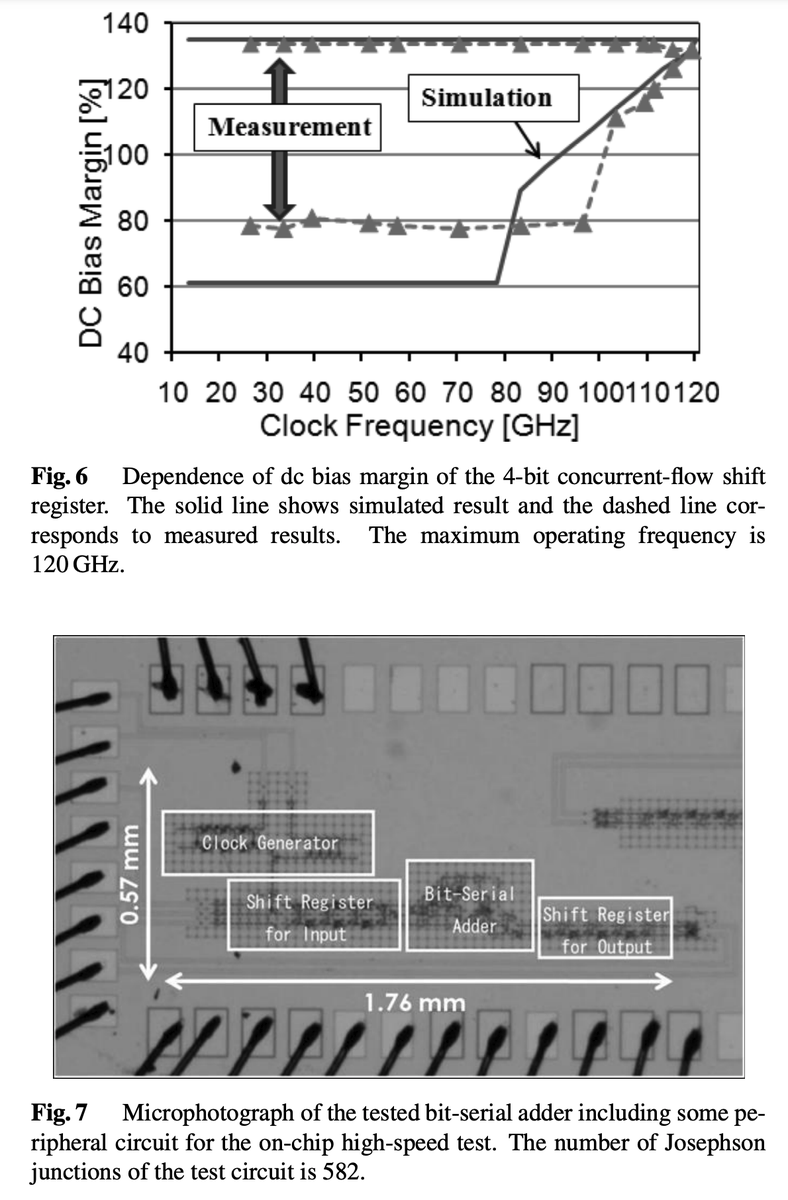 140
120
100
80
60
40
DC Bias Margin [%]
Measurement
Simulation
10 20 30 40 50 60 70 80 90 100110120
Clock Frequency [GHz]
Fig. 6 Dependence of dc bias margin of the 4-bit concurrent-flow shift
register. The solid line shows simulated result and the dashed line cor-
responds to measured results. The maximum operating frequency is
120 GHz.
Clock Generator
0.57 mm
Shift Register
for Input
Bit-Serial
Adder
Shift Register
for Output
1.76 mm
Fig. 7 Microphotograph of the tested bit-serial adder including some pe-
ripheral circuit for the on-chip high-speed test. The number of Josephson
junctions of the test circuit is 582.